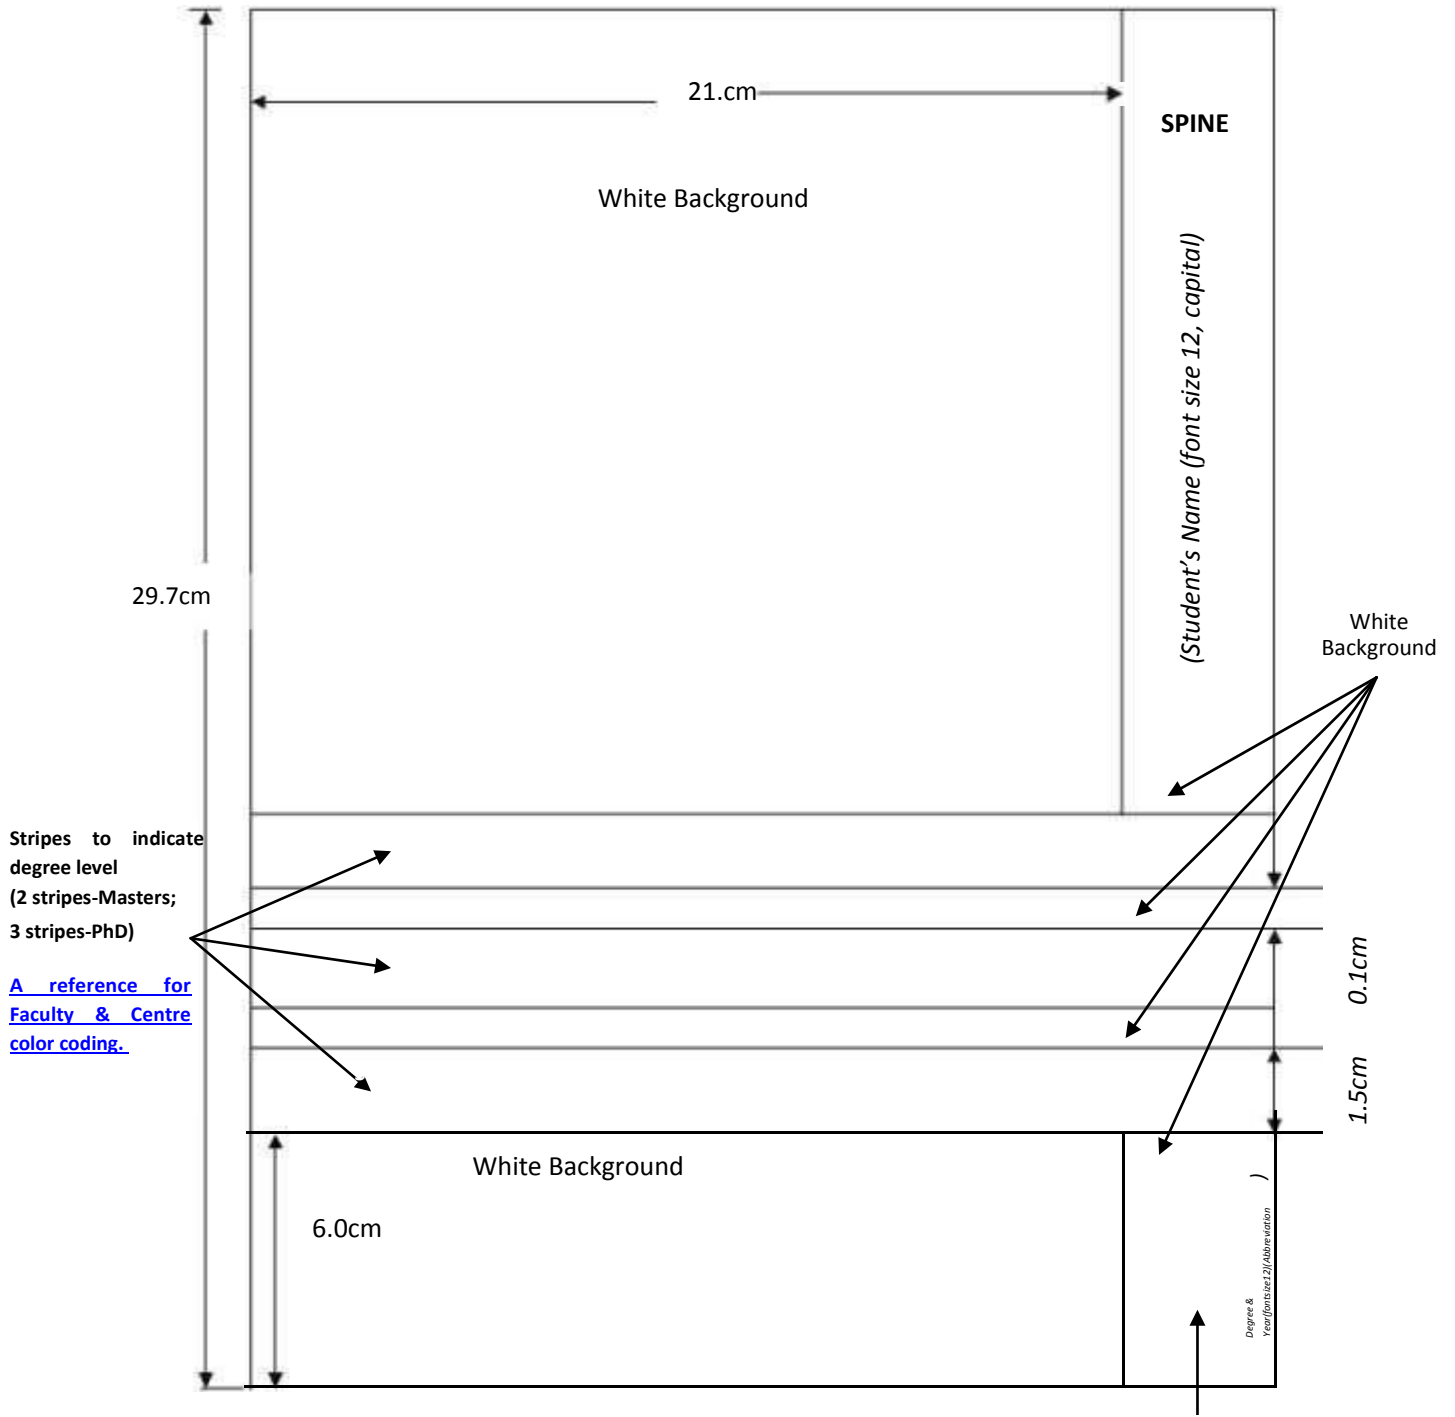 21.cm
SPINE
White Background
(Student's Name (font size 12, capital)
29.7cm
White
Background
Stripes to indicate
degree level
(2 stripes-Masters;
3 stripes-PhD)
A reference for
Faculty & Centre
color coding.
0.1cm
1.5cm
White Background
6.0cm
Degree &
Year(fontsize12)(Abbreviation
)